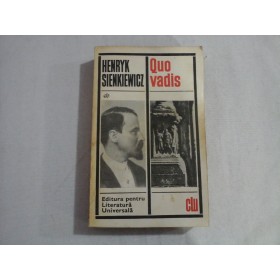 HENRYK
SIENKIEWICZ
Quo
vadis
Editura pentru
Literatură
Universală
clu